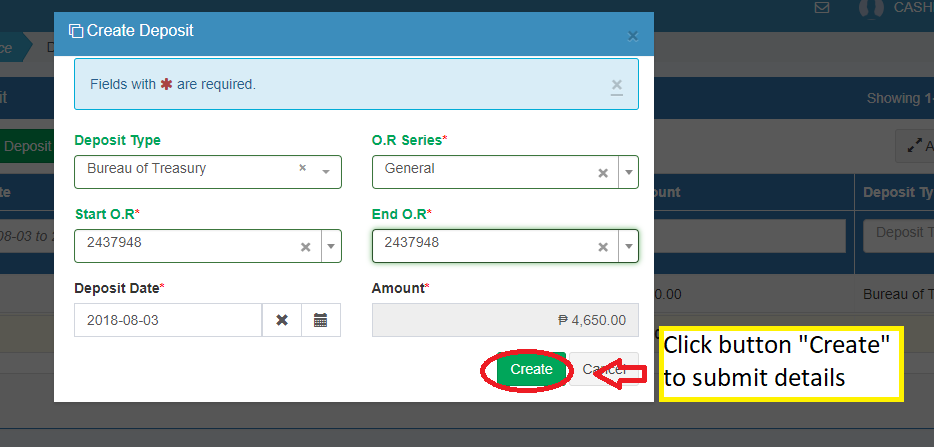 Create Deposit
×
CASH
ce
D
Fields with * are required.
×
it
Showing 1-
Deposit
A
Deposit Type
O.R Series*
Bureau of Treasury
×
General
×
te
ount
Deposit Ty
Start O.R*
End O.R*
08-03 to 2
2437948
×
2437948
×
Deposit T
Deposit Date*
Amount*
0.00
Bureau of T
2018-08-03
₱ 4,650.00
Create
Cancel
Click button "Create"
to submit details